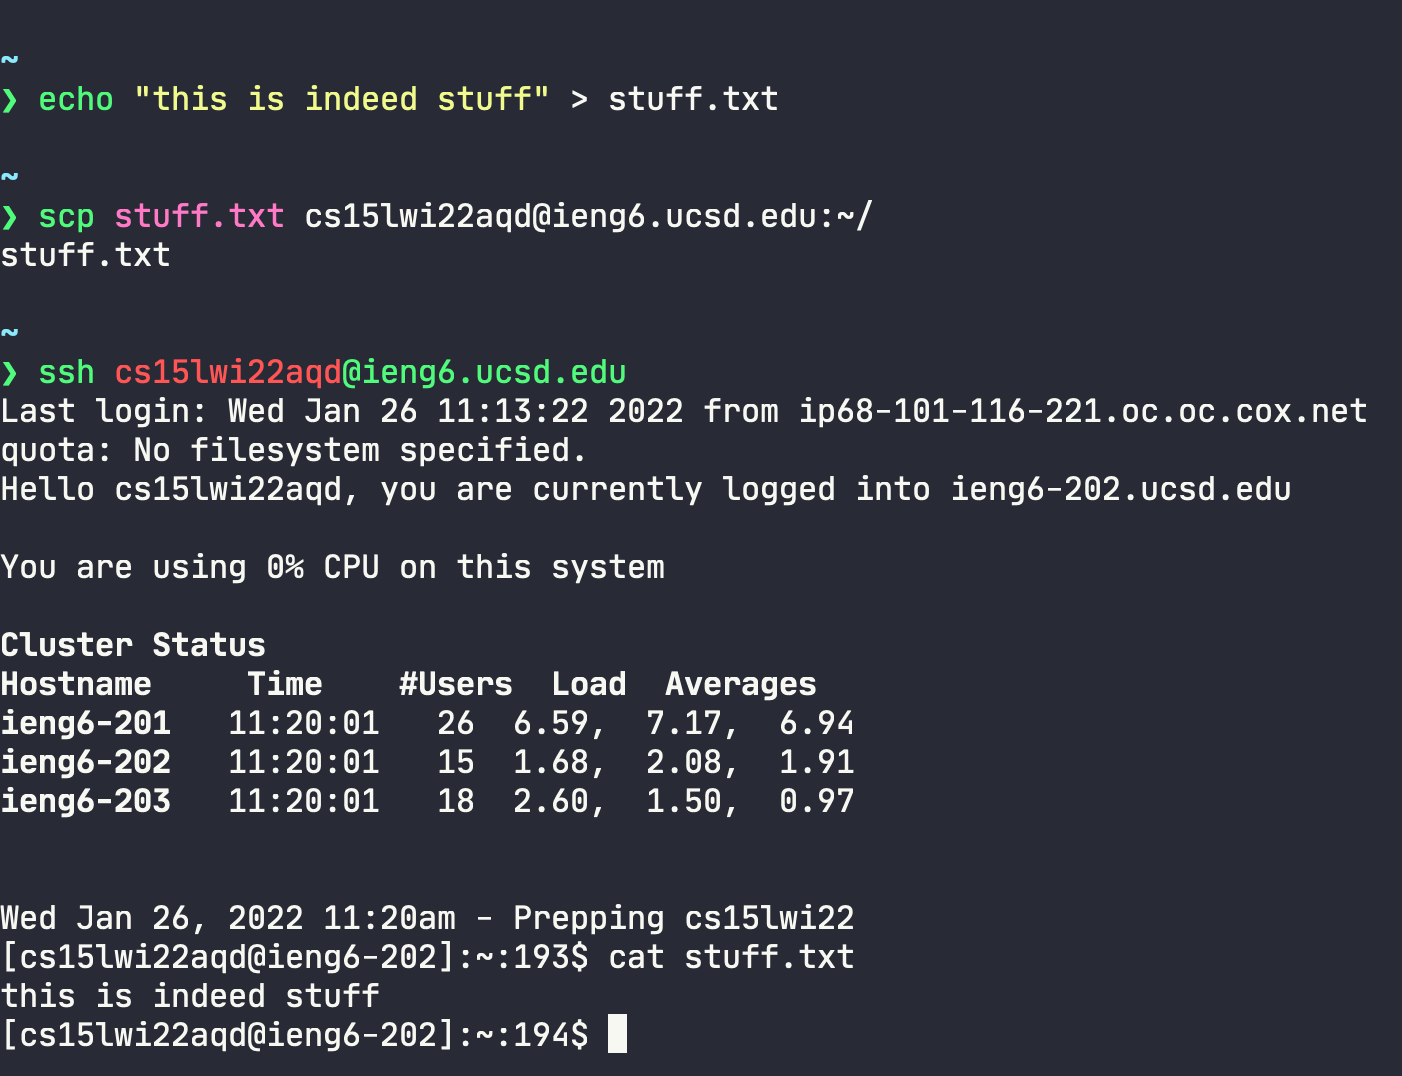 ~
❯ echo "this is indeed stuff" > stuff.txt
~
❯ scp stuff.txt cs15lwi22aqd@ieng6.ucsd.edu:~/
stuff.txt
~
❯ ssh cs15lwi22aqd@ieng6.ucsd.edu
Last login: Wed Jan 26 11:13:22 2022 from ip68-101-116-221.oc.oc.cox.net
quota: No filesystem specified.
Hello cs15lwi22aqd, you are currently logged into ieng6-202.ucsd.edu
You are using 0% CPU on this system
Cluster Status
Hostname     Time    #Users  Load  Averages
ieng6-201   11:20:01   26  6.59,  7.17,  6.94
ieng6-202   11:20:01   15  1.68,  2.08,  1.91
ieng6-203   11:20:01   18  2.60,  1.50,  0.97
Wed Jan 26, 2022 11:20am - Prepping cs15lwi22
[cs15lwi22aqd@ieng6-202]:~:193$ cat stuff.txt
this is indeed stuff
[cs15lwi22aqd@ieng6-202]:~:194$